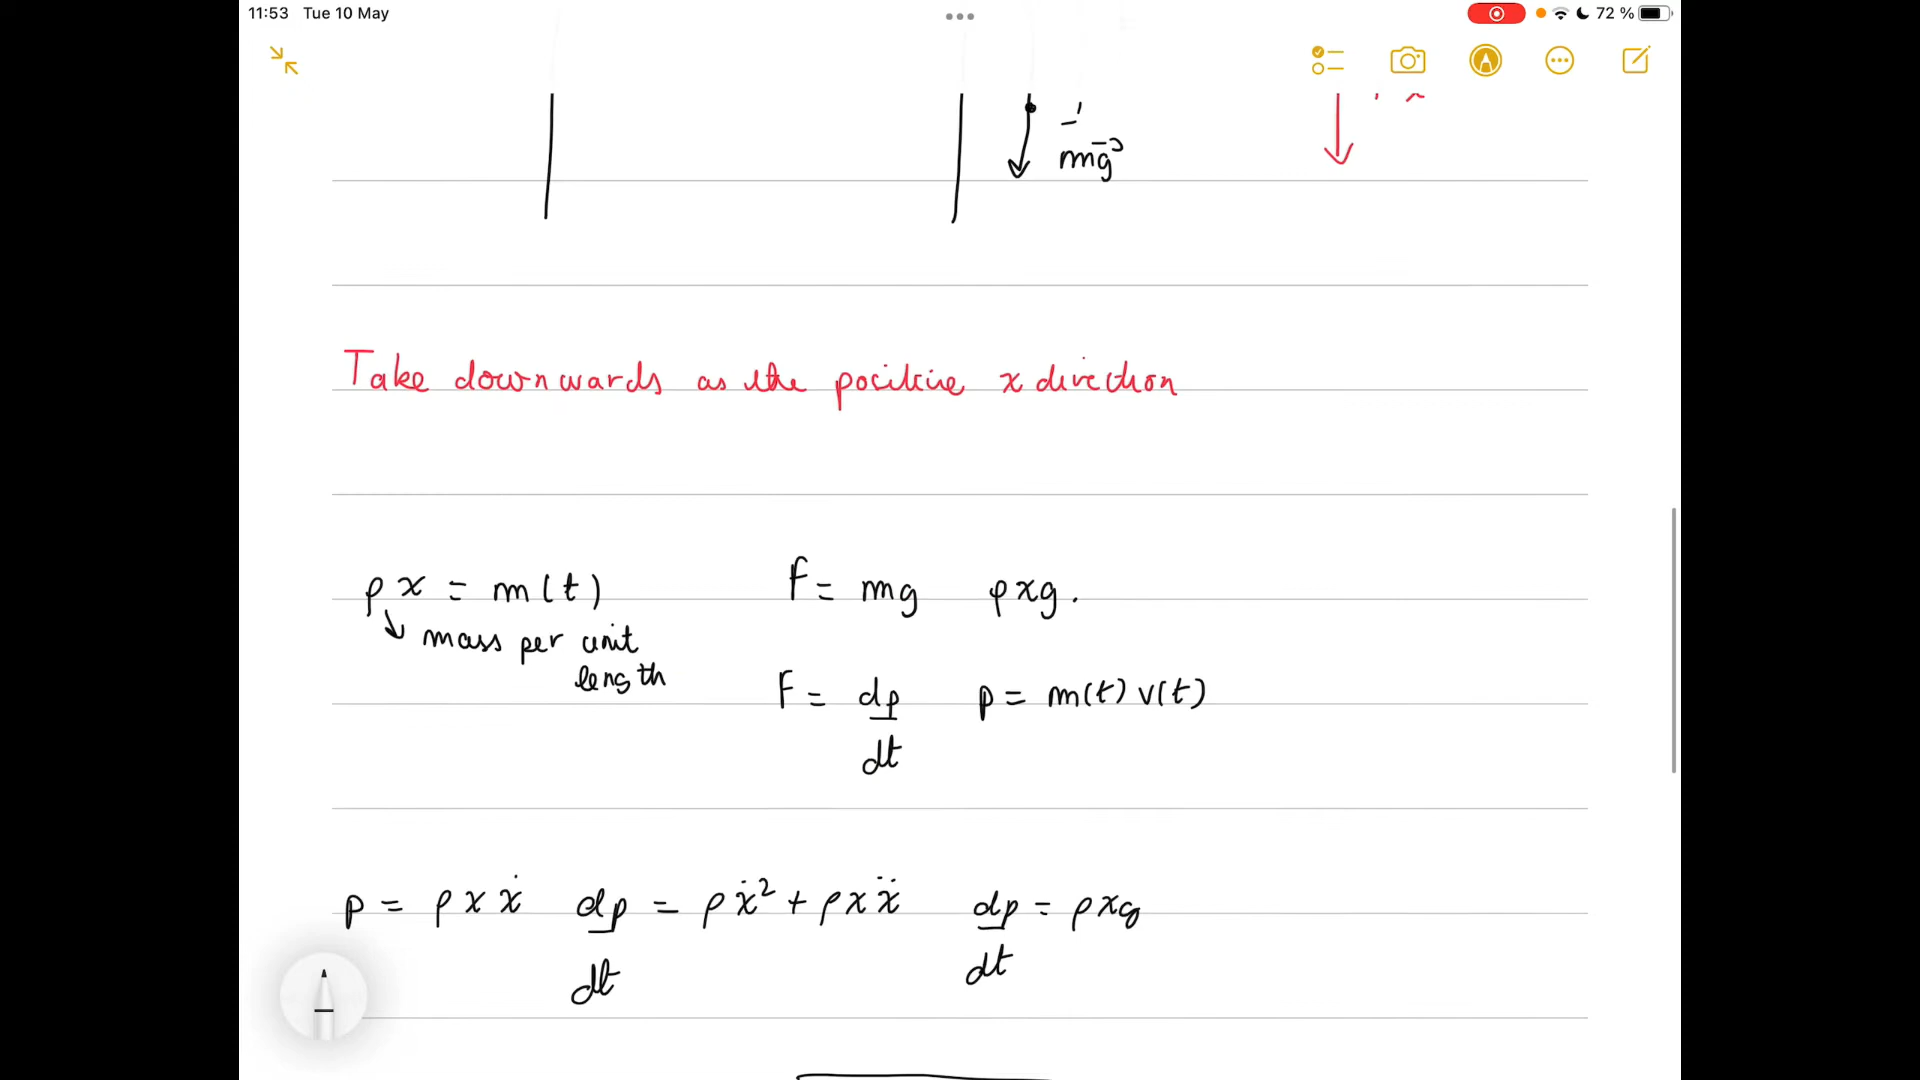 11:53 Tue 10 May
72 %
mg
Take downwards as the positive x direction
ρx = m(t) F = mg ρxg.
mass per unit length
F = dp/dt p = m(t) v(t)
p = ρxẋ dp/dt = ρẋ² + ρxẍ dp/dt = ρxg